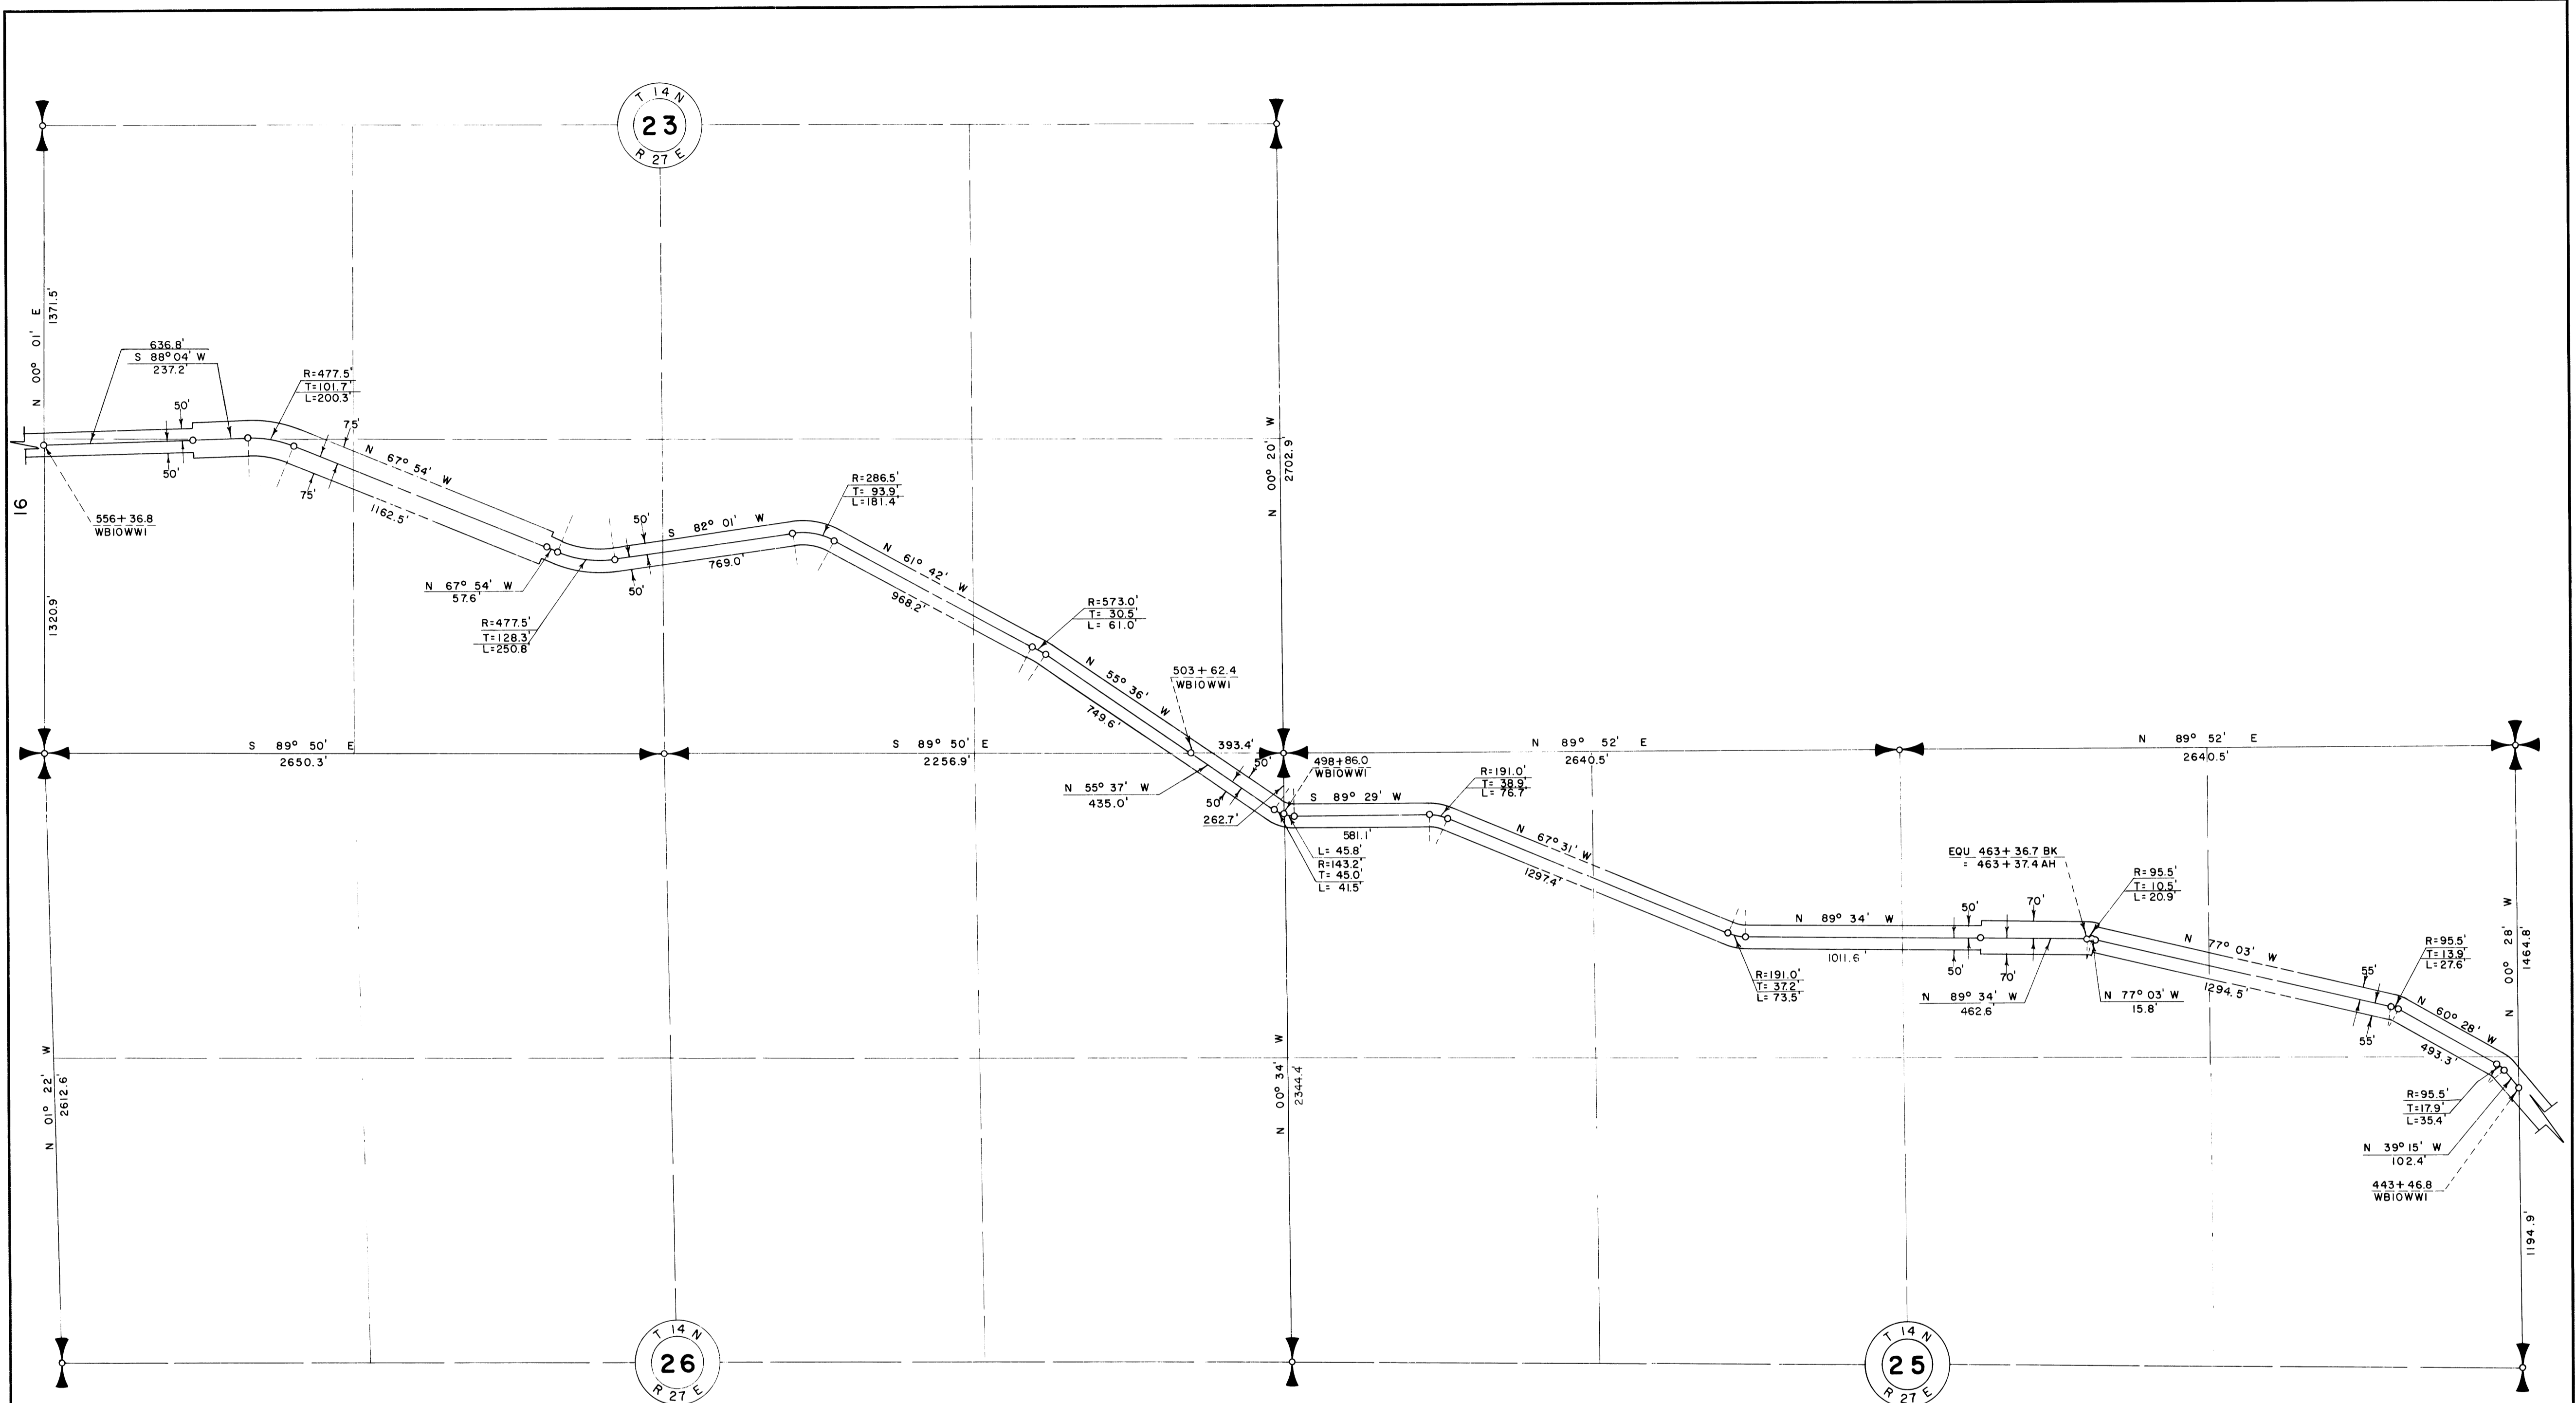 T 14 N
23
R 27 E
N 00° 01' E
1371.5'
636.8'
S 88° 04' W
237.2'
R=477.5'
T=101.7'
L=200.3'
50'
50'
75'
75'
N 67° 54' W
1162.5'
16
556+36.8
WB10WW1
1320.9'
N 67° 54' W
57.6'
R=477.5'
T=128.3'
L=250.8'
50'
50'
S 82° 01' W
769.0'
R=286.5'
T= 93.9'
L=181.4'
N 61° 42' W
968.2'
R=573.0'
T= 30.5'
L= 61.0'
N 55° 36' W
749.6'
503+62.4
WB10WW1
N 00° 20' W
2702.9'
S 89° 50' E
2650.3'
S 89° 50' E
2256.9'
393.4'
N 89° 52' E
2640.5'
N 89° 52' E
2640.5'
N 55° 37' W
435.0'
50'
50'
262.7'
498+86.0
WB10WW1
S 89° 29' W
581.1'
L= 45.8'
R=143.2'
T= 45.0'
L= 41.5'
R=191.0'
T= 38.9'
L= 76.7'
N 67° 31' W
1297.4'
R=191.0'
T= 37.2'
L= 73.5'
N 89° 34' W
1011.6'
50'
50'
70'
70'
EQU 463+36.7 BK
= 463+37.4 AH
N 89° 34' W
462.6'
R= 95.5'
T= 10.5'
L=20.9'
N 77° 03' W
15.8'
N 77° 03' W
1294.5'
55'
55'
R=95.5'
T=13.9'
L=27.6'
N 60° 28' W
493.3'
N 00° 28' W
1464.8'
R=95.5'
T=17.9'
L=35.4'
N 39° 15' W
102.4'
443+46.8
WB10WW1
1194.9'
N 01° 22' W
2612.6'
N 00° 34' W
2344.4'
T 14 N
26
R 27 E
T 14 N
25
R 27 E